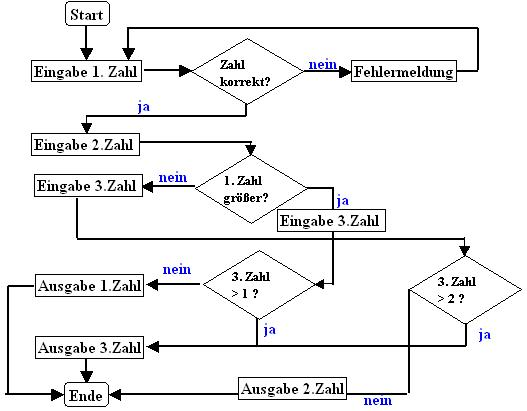 Start
Eingabe 1. Zahl
Zahl
korrekt?
nein
Fehlermeldung
ja
Eingabe 2.Zahl
Eingabe 3.Zahl
nein
1. Zahl
größer?
ja
Eingabe 3.Zahl
Ausgabe 1.Zahl
nein
3. Zahl
> 1 ?
3. Zahl
> 2 ?
ja
ja
Ausgabe 3.Zahl
Ende
Ausgabe 2.Zahl
nein